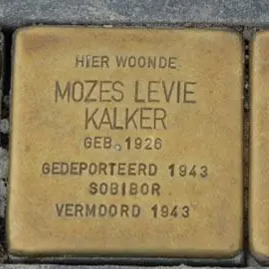 HIER WOONDE
MOZES LEVIE
KALKER
GEB. 1926
GEDEPORTEERD 1943
SOBIBOR
VERMOORD 1943